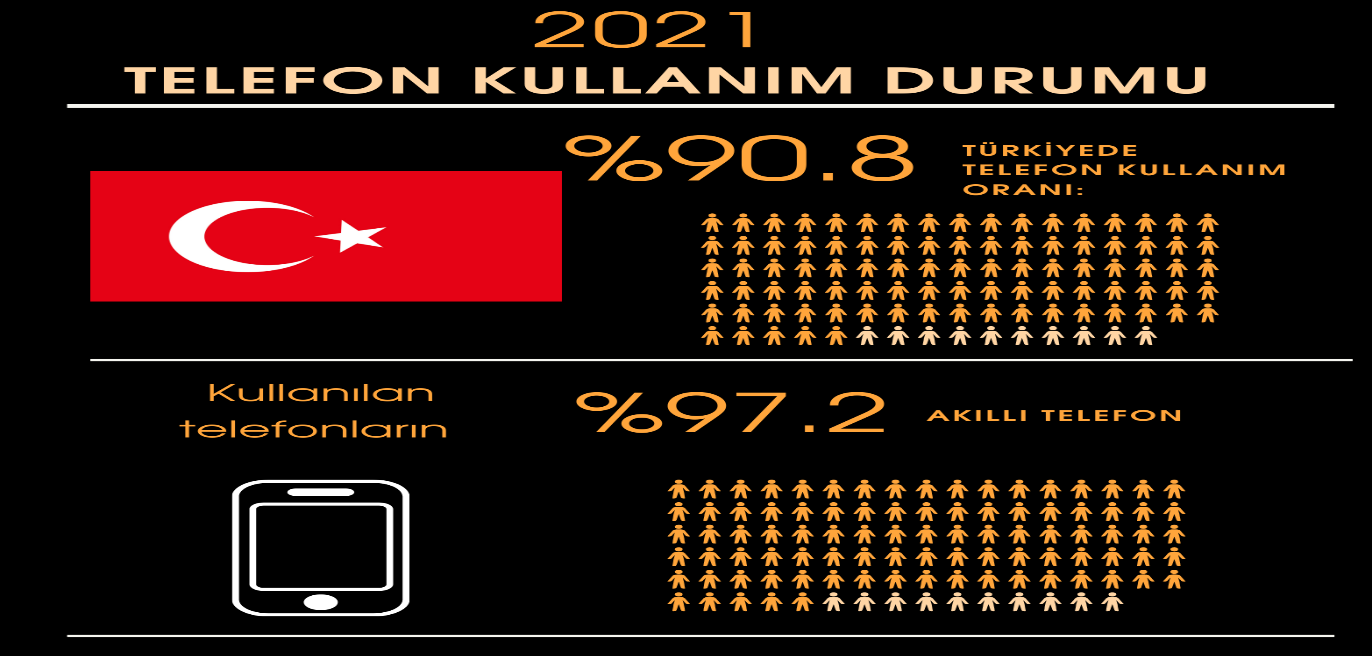 2021
TELEFON KULLANIM DURUMU
%90.8
TÜRKİYEDE
TELEFON KULLANIM
ORANI:
Kullanılan
telefonların
%97.2
AKILLI TELEFON